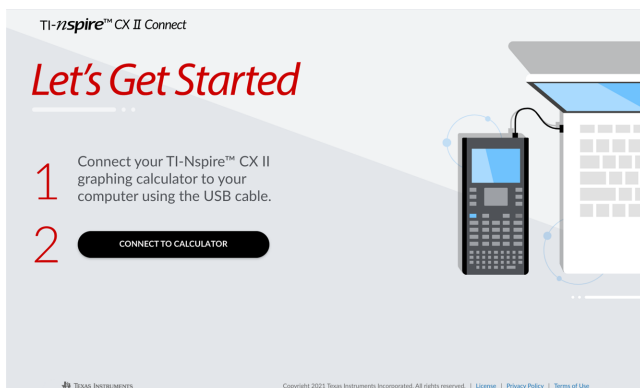 TI-nspire™ CX II Connect
Let's Get Started
1
Connect your TI-Nspire™ CX II
graphing calculator to your
computer using the USB cable.
2
CONNECT TO CALCULATOR
TEXAS INSTRUMENTS
Copyright 2021 Texas Instruments Incorporated. All rights reserved. | License | Privacy Policy | Terms of Use